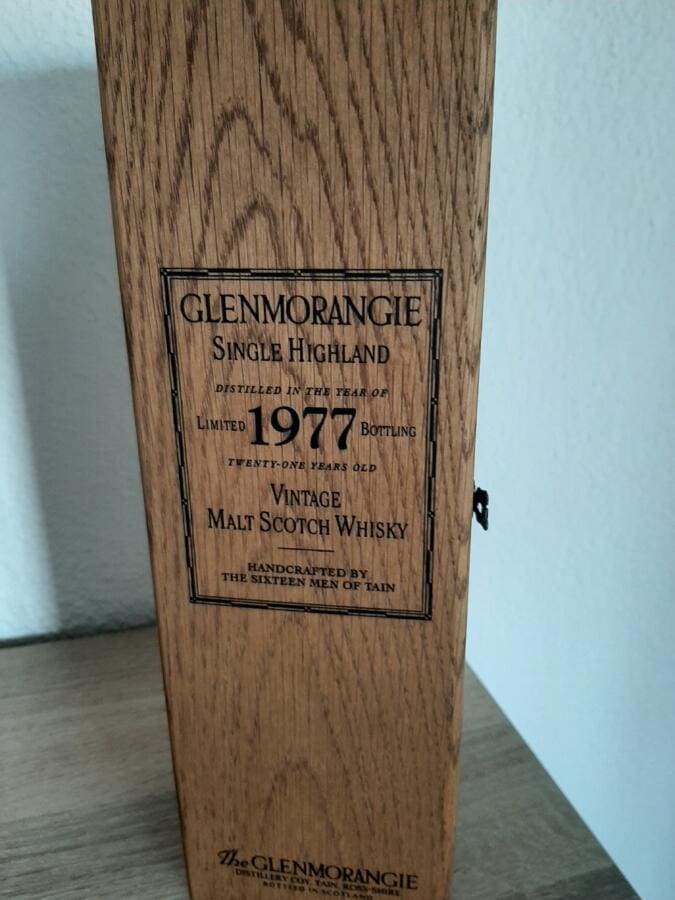 GLENMORANGIE
SINGLE HIGHLAND
DISTILLED IN THE YEAR OF
LIMITED 1977 BOTTLING
TWENTY-ONE YEARS OLD
VINTAGE
MALT SCOTCH WHISKY
HANDCRAFTED BY
THE SIXTEEN MEN OF TAIN
The GLENMORANGIE
DISTILLERY COY, TAIN, ROSS-SHIRE
BOTTLED IN SCOTLAND